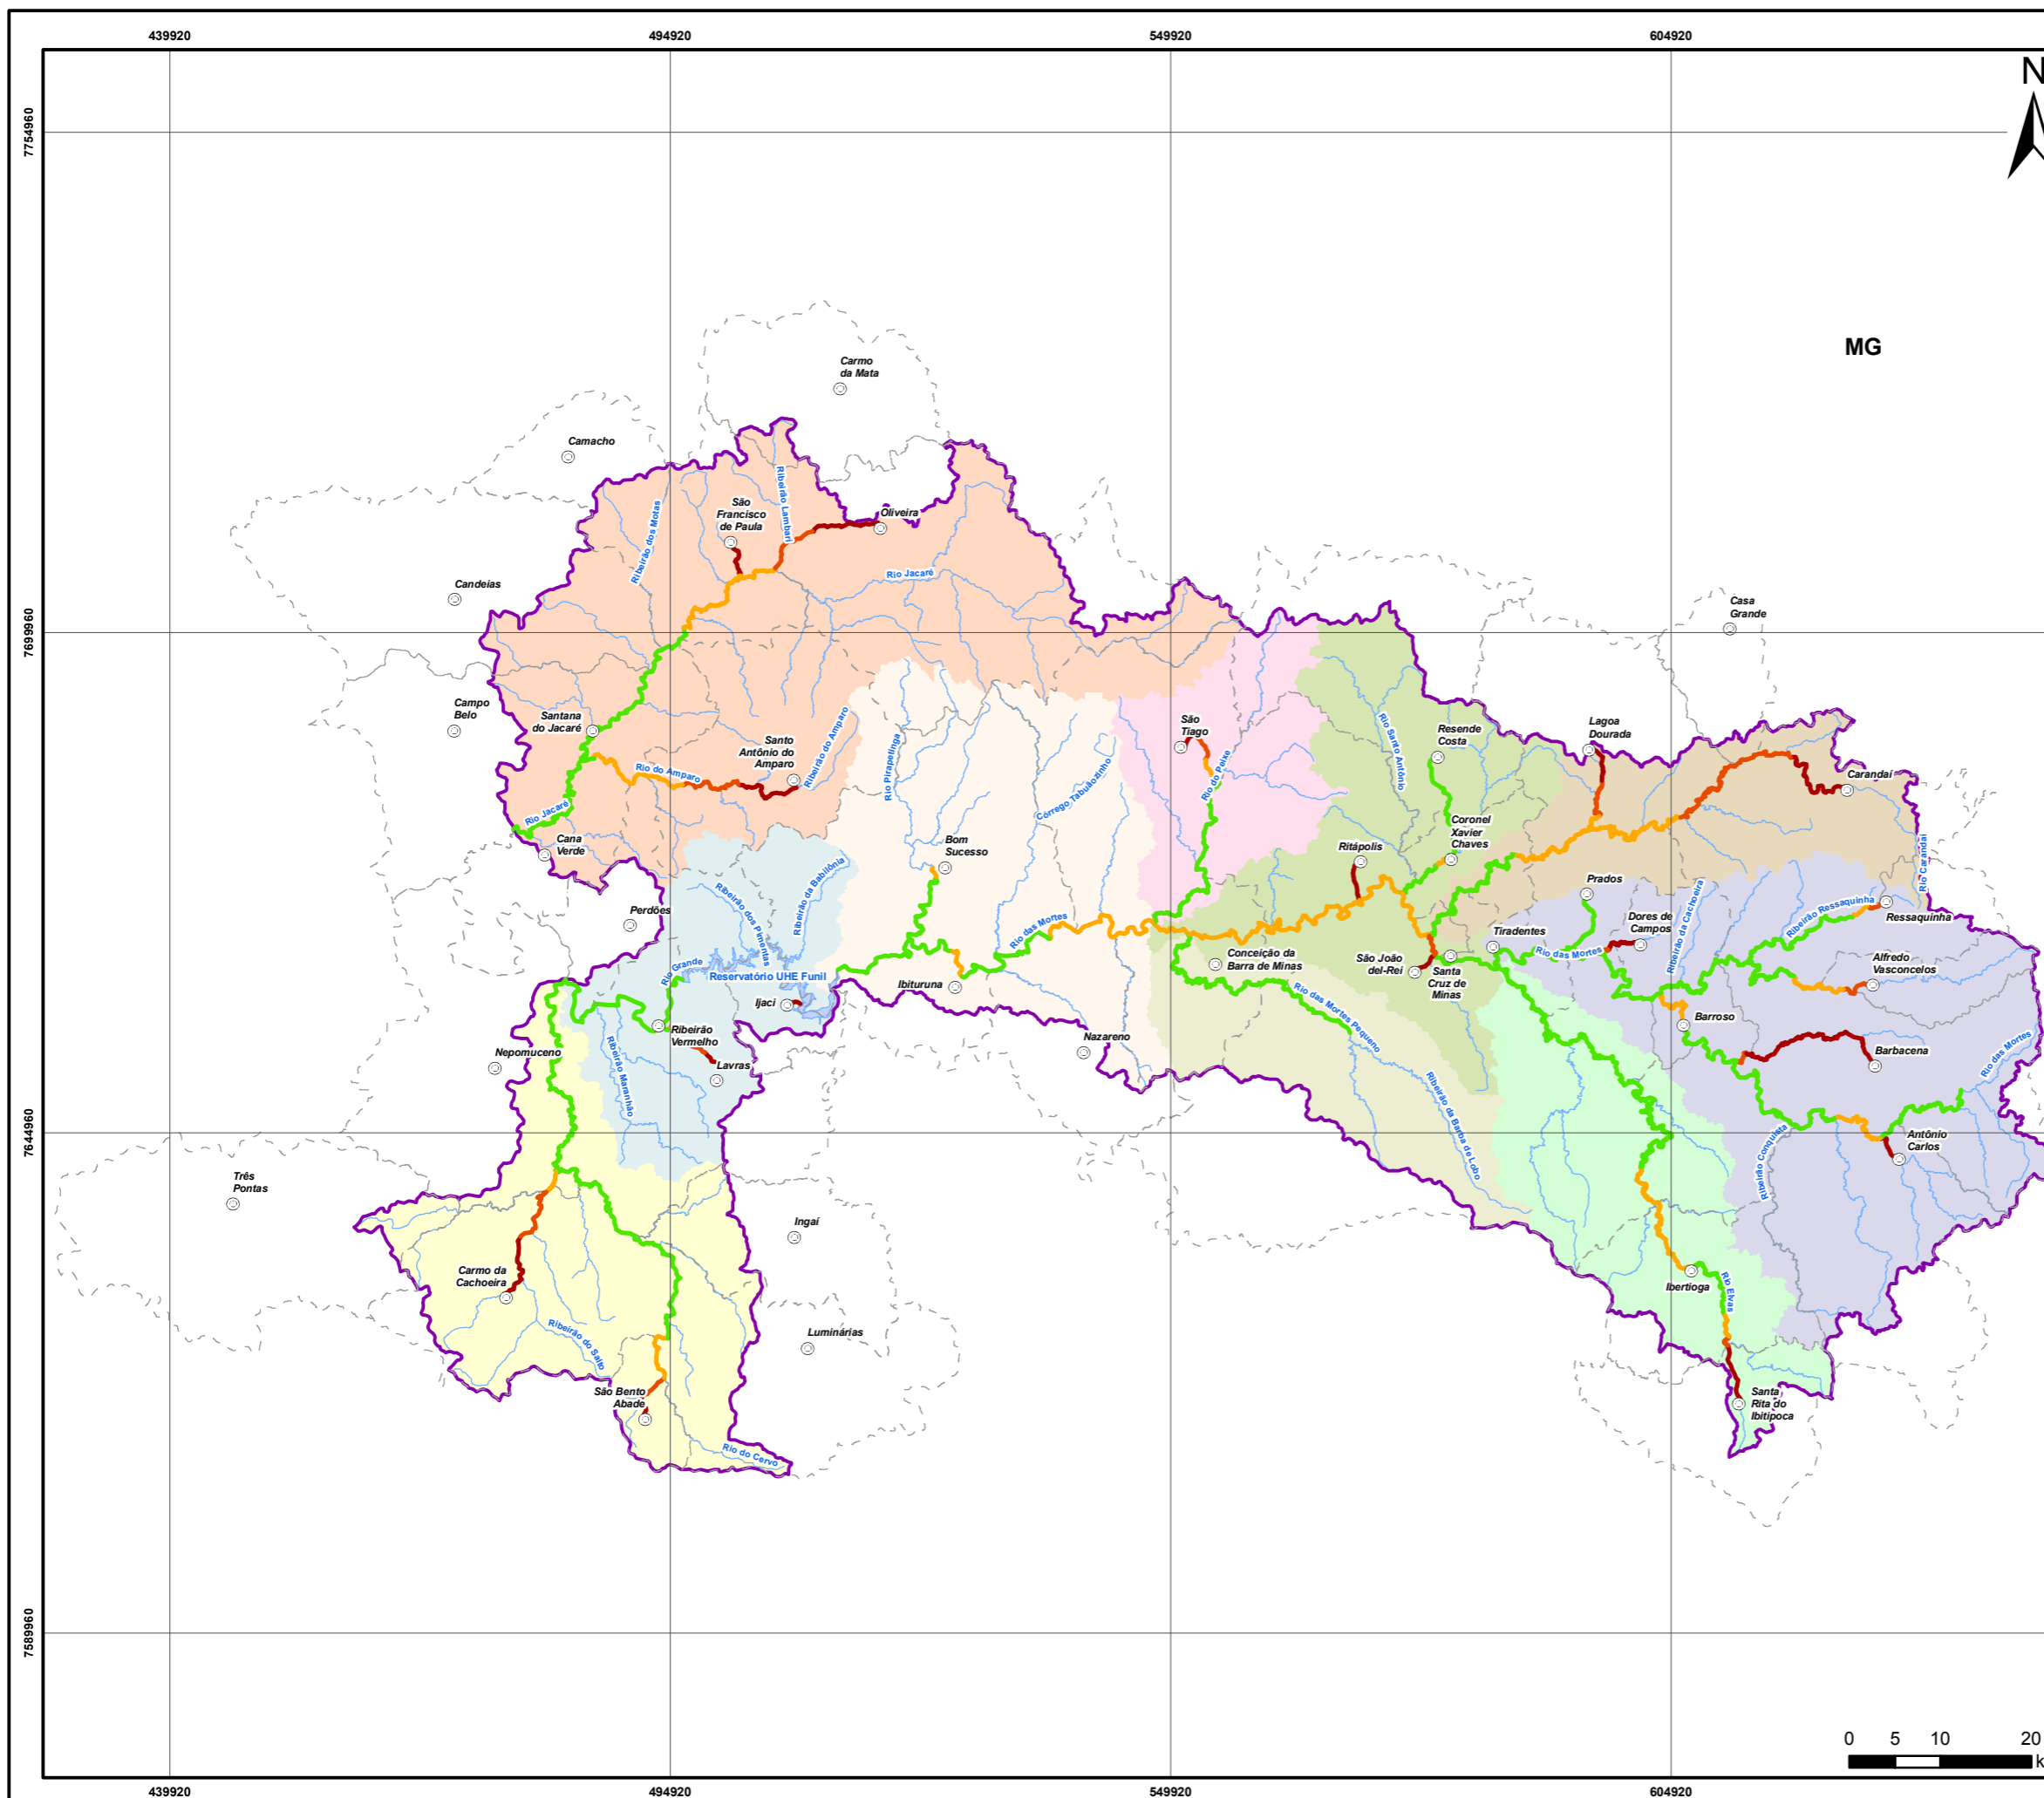 439920
494920
549920
604920
N
7754960
MG
Carmo
da Mata
Camacho
Ribeirão dos Motas
São
Francisco
de Paula
Ribeirão Lambari
Oliveira
Rio Jacaré
Candeias
Casa
Grande
7699960
Campo
Belo
Santana
do Jacaré
Santo
Antônio do
Amparo
Rio do Amparo
Ribeirão do Amparo
Rio Pirapetinga
Córrego Tabuãozinho
São
Tiago
Rio do Peixe
Rio Santo Antônio
Resende
Costa
Lagoa
Dourada
Carandaí
Rio Jacaré
Cana
Verde
Bom
Sucesso
Ritápolis
Coronel
Xavier
Chaves
Rio Carandaí
Prados
Perdões
Ribeirão dos Pimentas
Ribeirão da Babilônia
Rio das Mortes
Dores de
Campos
Ribeirão da Cachoeira
Ribeirão Ressaquinha
Ressaquinha
Tiradentes
Rio das Mortes
Rio Grande
Reservatório UHE Funil
Conceição da
Barra de Minas
São João
del-Rei
Santa
Cruz de
Minas
Alfredo
Vasconcelos
Ijaci
Ibituruna
Rio das Mortes Pequeno
Barroso
Ribeirão
Vermelho
Nazareno
Nepomuceno
Lavras
Ribeirão Maranhão
Barbacena
Rio das Mortes
Ribeirão da Barba de Lobo
7644960
Ribeirão Conquista
Antônio
Carlos
Três
Pontas
Ingaí
Carmo da
Cachoeira
Ibertioga
Rio Elvas
Ribeirão do Salto
Luminárias
São Bento
Abade
Santa
Rita do
Ibitipoca
Rio do Cervo
7589960
0 5 10 20
439920
494920
549920
604920